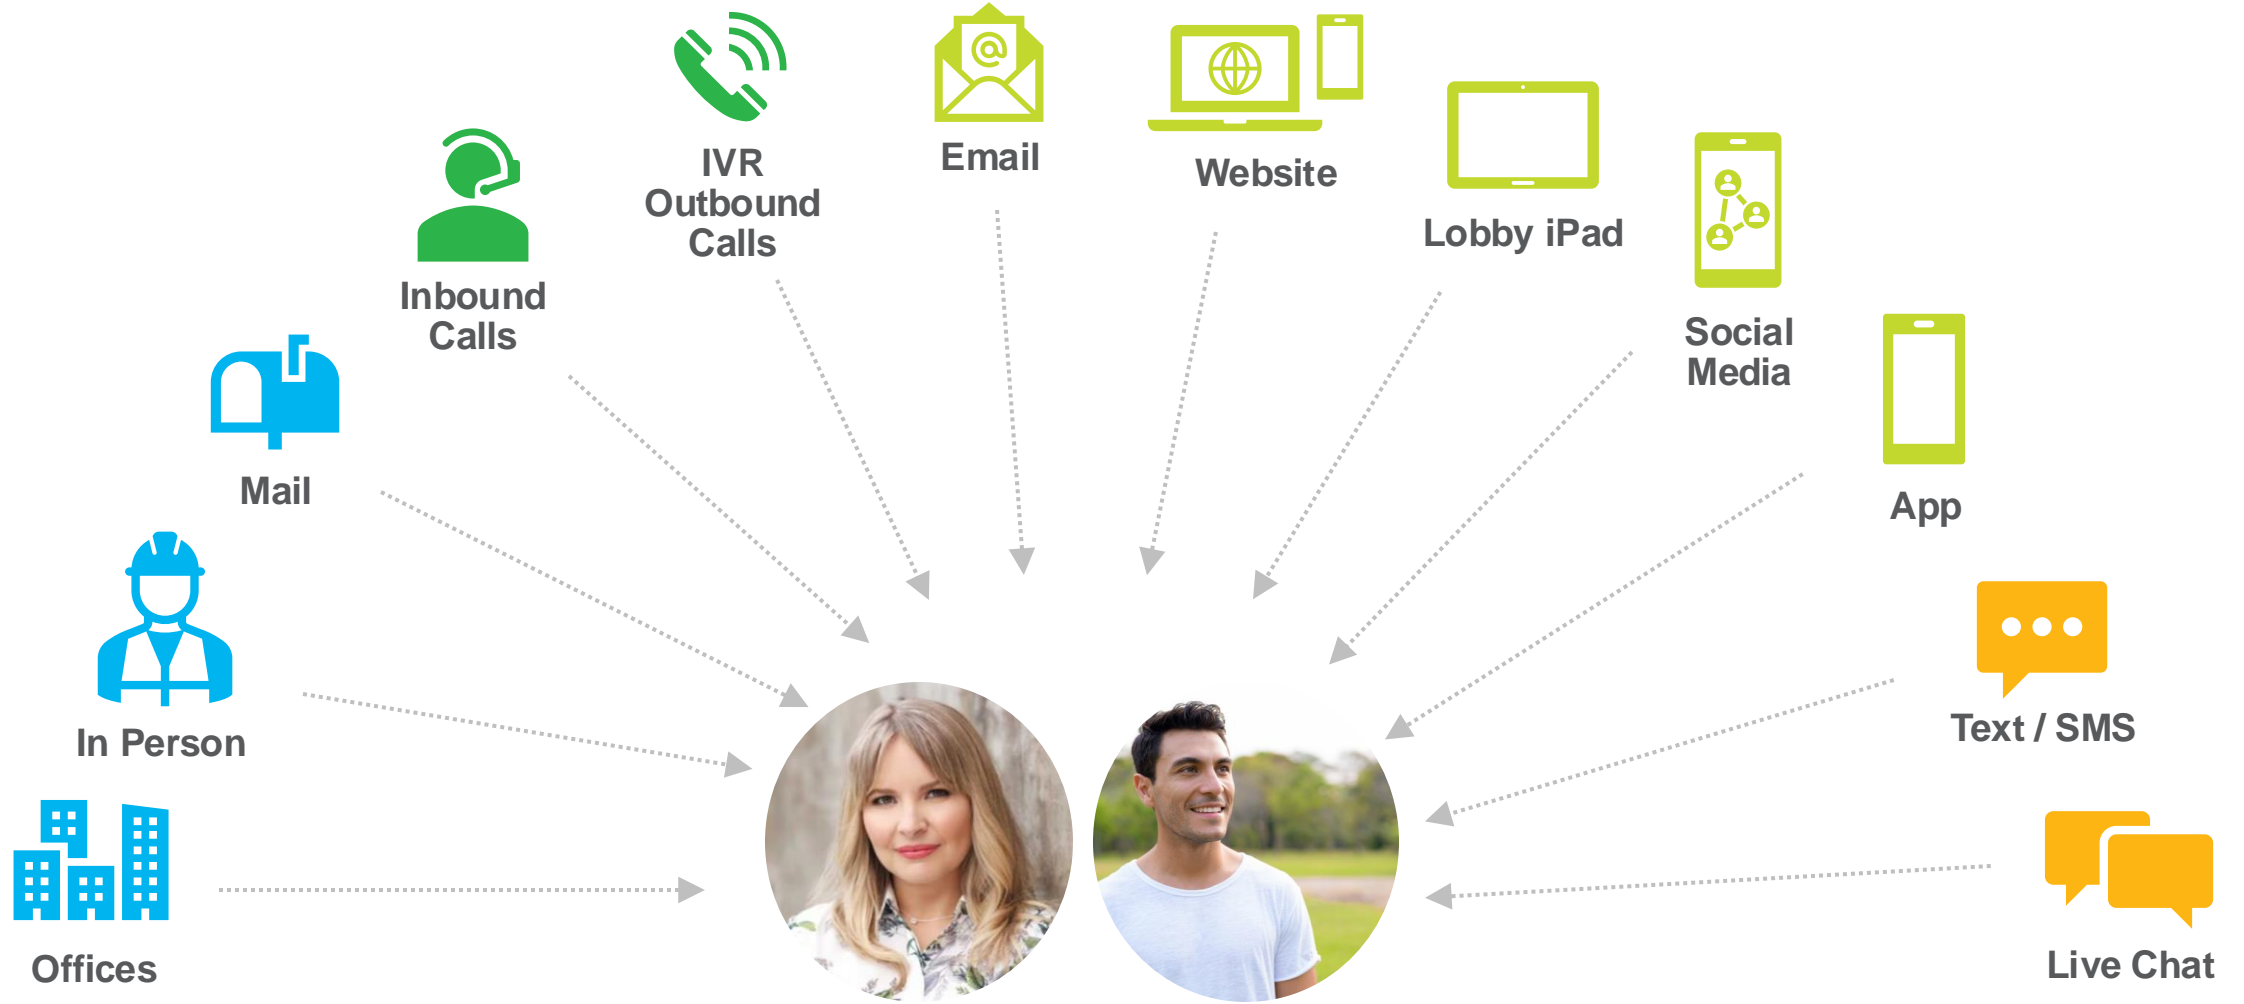 Offices
In Person
Mail
Inbound
Calls
IVR
Outbound
Calls
Email
@
Website
Lobby iPad
Social
Media
App
Text / SMS
Live Chat